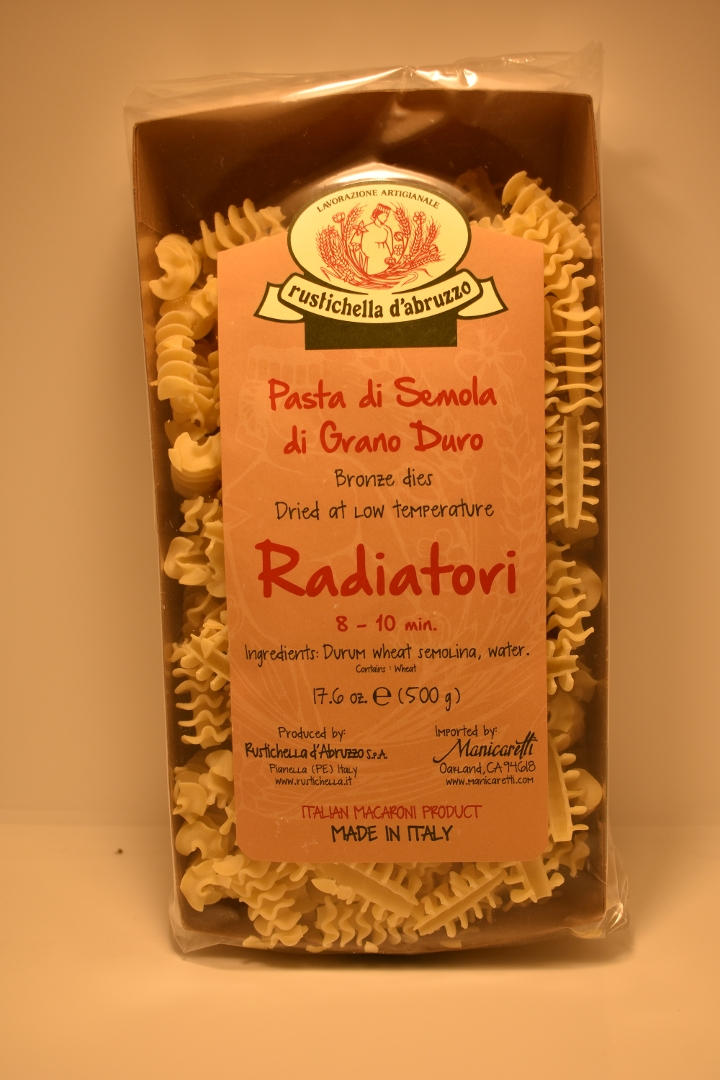 LAVORAZIONE ARTIGIANALE
rustichella d'abruzzo
Pasta di Semola
di Grano Duro
Bronze dies
Dried at low temperature
Radiatori
8 - 10 min.
Ingredients: Durum wheat semolina, water.
Contains: Wheat
17.6 oz. ℮ (500 g)
Produced by:
Rustichella d'Abruzzo S.p.A.
Pianella (PE) Italy
www.rustichella.it
Imported by:
Manicaretti
Oakland, CA 94618
www.manicaretti.com
ITALIAN MACARONI PRODUCT
MADE IN ITALY